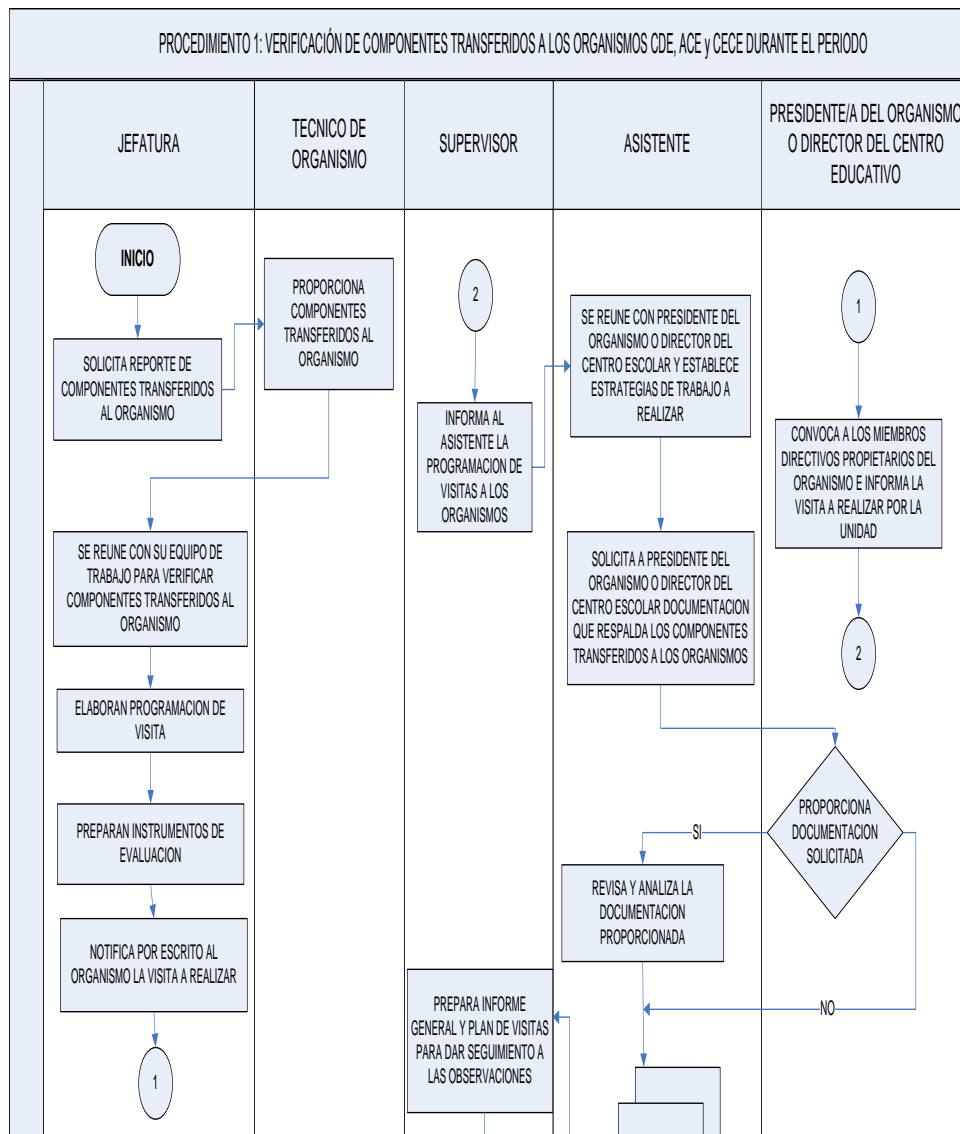 PROCEDIMIENTO 1: VERIFICACIÓN DE COMPONENTES TRANSFERIDOS A LOS ORGANISMOS CDE, ACE y CECE DURANTE EL PERIODO
JEFATURA
TECNICO DE
ORGANISMO
SUPERVISOR
ASISTENTE
PRESIDENTE/A DEL ORGANISMO
O DIRECTOR DEL CENTRO
EDUCATIVO
INICIO
SOLICITA REPORTE DE
COMPONENTES TRANSFERIDOS
AL ORGANISMO
PROPORCIONA
COMPONENTES
TRANSFERIDOS AL
ORGANISMO
SE REUNE CON SU EQUIPO DE
TRABAJO PARA VERIFICAR
COMPONENTES TRANSFERIDOS AL
ORGANISMO
ELABORAN PROGRAMACION DE
VISITA
PREPARAN INSTRUMENTOS DE
EVALUACION
NOTIFICA POR ESCRITO AL
ORGANISMO LA VISITA A REALIZAR
1
1
CONVOCA A LOS MIEMBROS
DIRECTIVOS PROPIETARIOS DEL
ORGANISMO E INFORMA LA
VISITA A REALIZAR POR LA
UNIDAD
2
2
INFORMA AL
ASISTENTE LA
PROGRAMACION DE
VISITAS A LOS
ORGANISMOS
SE REUNE CON PRESIDENTE DEL
ORGANISMO O DIRECTOR DEL
CENTRO ESCOLAR Y ESTABLECE
ESTRATEGIAS DE TRABAJO A
REALIZAR
SOLICITA A PRESIDENTE DEL
ORGANISMO O DIRECTOR DEL
CENTRO ESCOLAR DOCUMENTACION
QUE RESPALDA LOS COMPONENTES
TRANSFERIDOS A LOS ORGANISMOS
PROPORCIONA
DOCUMENTACION
SOLICITADA
SI
REVISA Y ANALIZA LA
DOCUMENTACION
PROPORCIONADA
NO
PREPARA INFORME
GENERAL Y PLAN DE VISITAS
PARA DAR SEGUIMIENTO A
LAS OBSERVACIONES